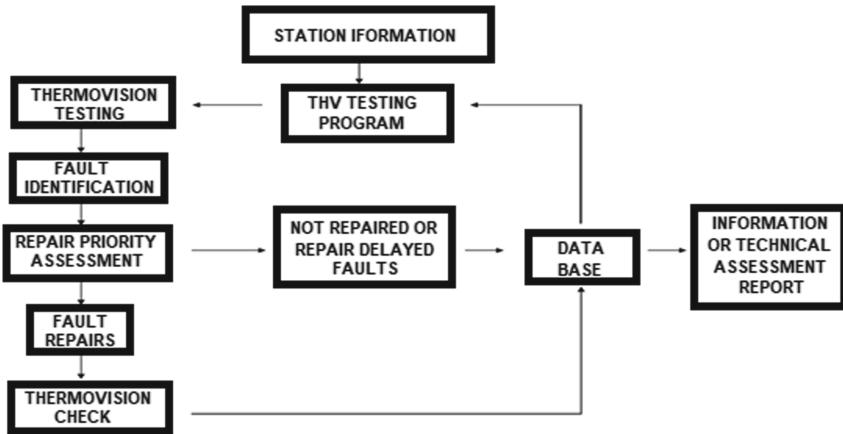 STATION IFORMATION
THV TESTING
PROGRAM
THERMOVISION
TESTING
FAULT
IDENTIFICATION
REPAIR PRIORITY
ASSESSMENT
NOT REPAIRED OR
REPAIR DELAYED
FAULTS
DATA
BASE
INFORMATION
OR TECHNICAL
ASSESSMENT
REPORT
FAULT
REPAIRS
THERMOVISION
CHECK